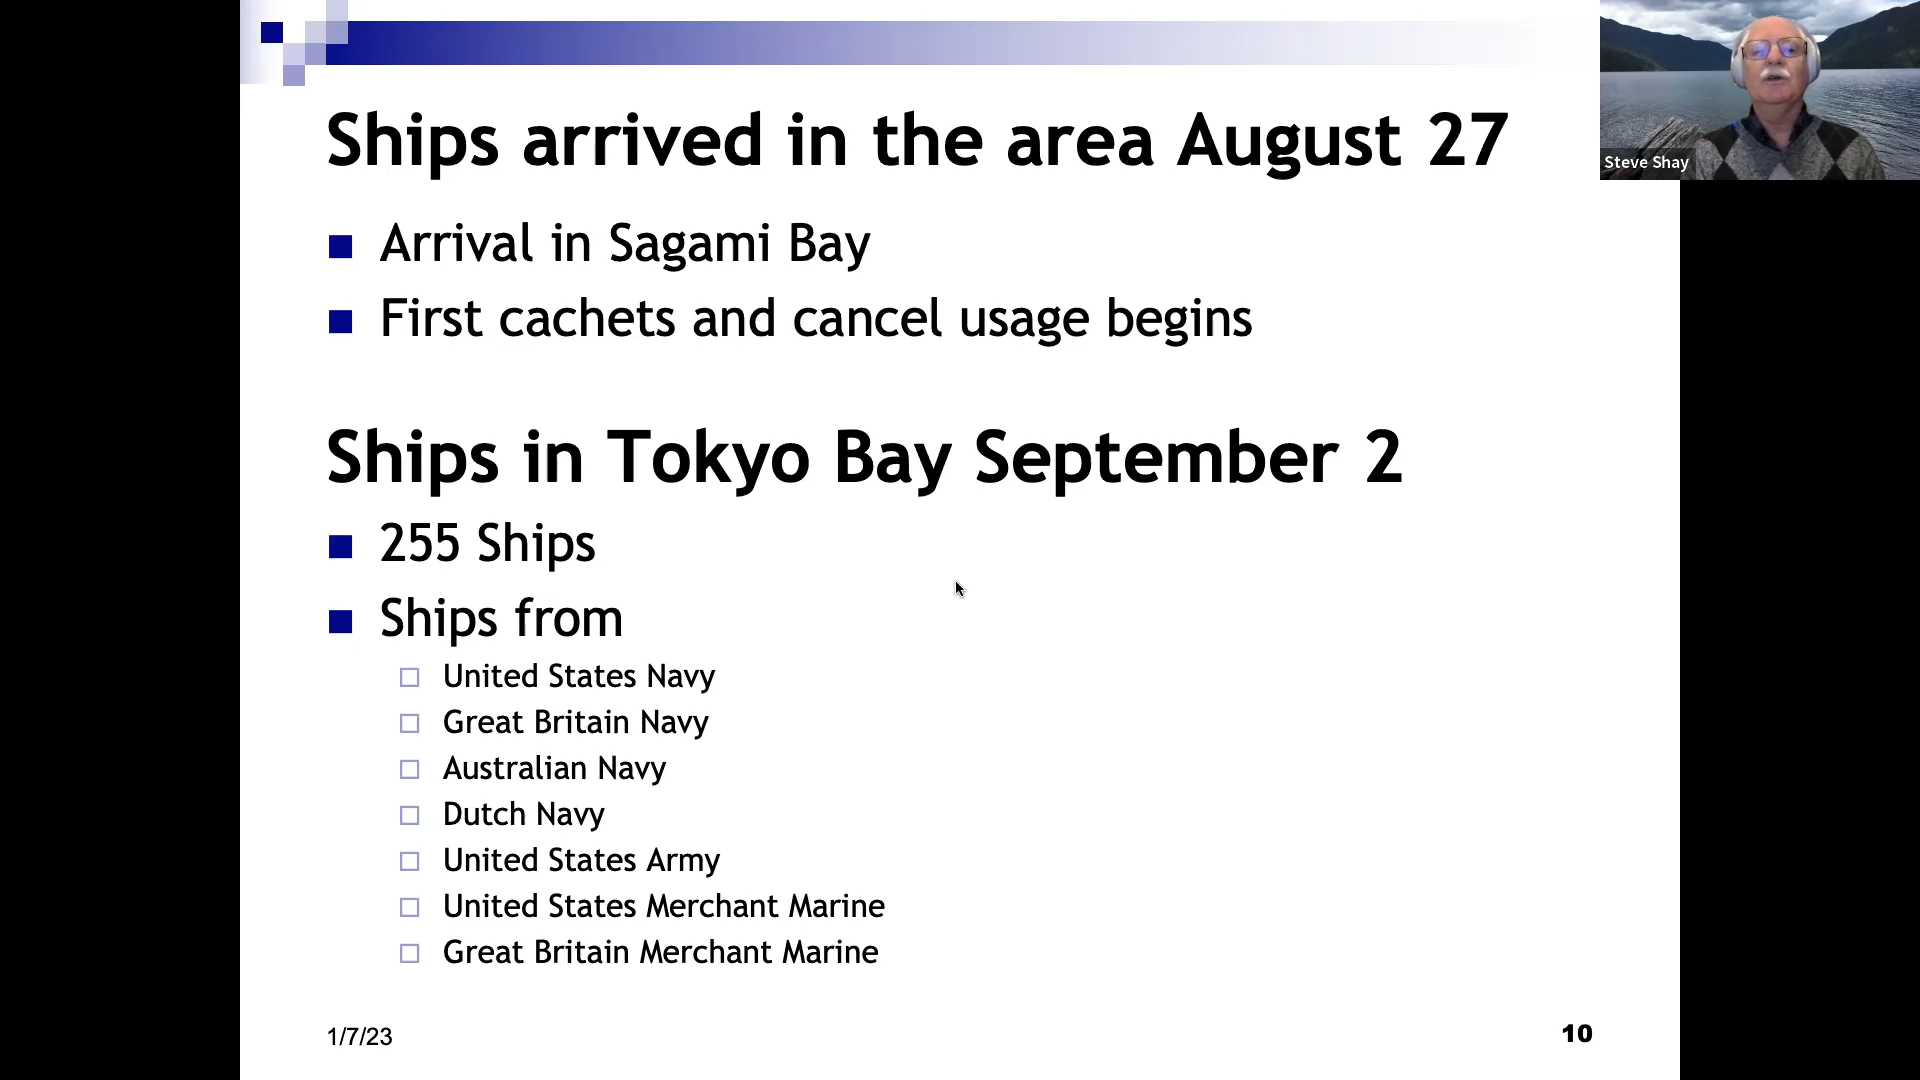 Ships arrived in the area August 27
Arrival in Sagami Bay
First cachets and cancel usage begins
Ships in Tokyo Bay September 2
255 Ships
Ships from
United States Navy
Great Britain Navy
Australian Navy
Dutch Navy
United States Army
United States Merchant Marine
Great Britain Merchant Marine
1/7/23
10
Steve Shay